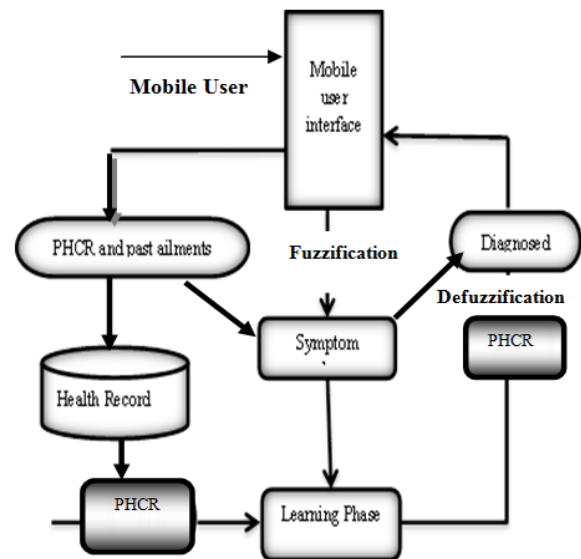 Mobile User
Mobile
user
interface
PHCR and past ailments
Fuzzification
Diagnosed
Defuzzification
Symptom
PHCR
Health Record
PHCR
Learning Phase